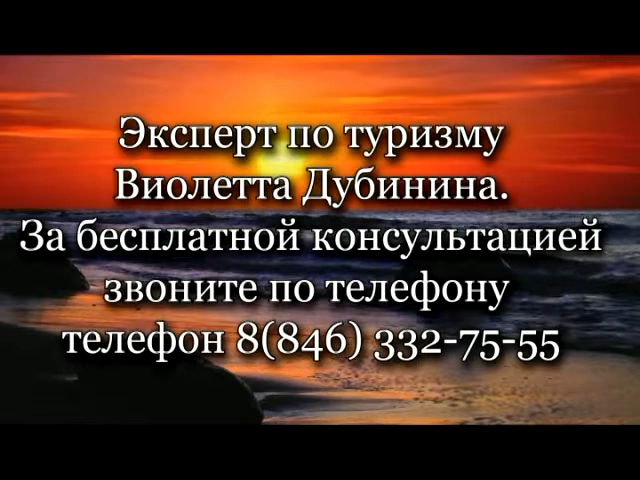 Эксперт по туризму
Виолетта Дубинина.
За бесплатной консультацией
звоните по телефону
телефон 8(846) 332-75-55